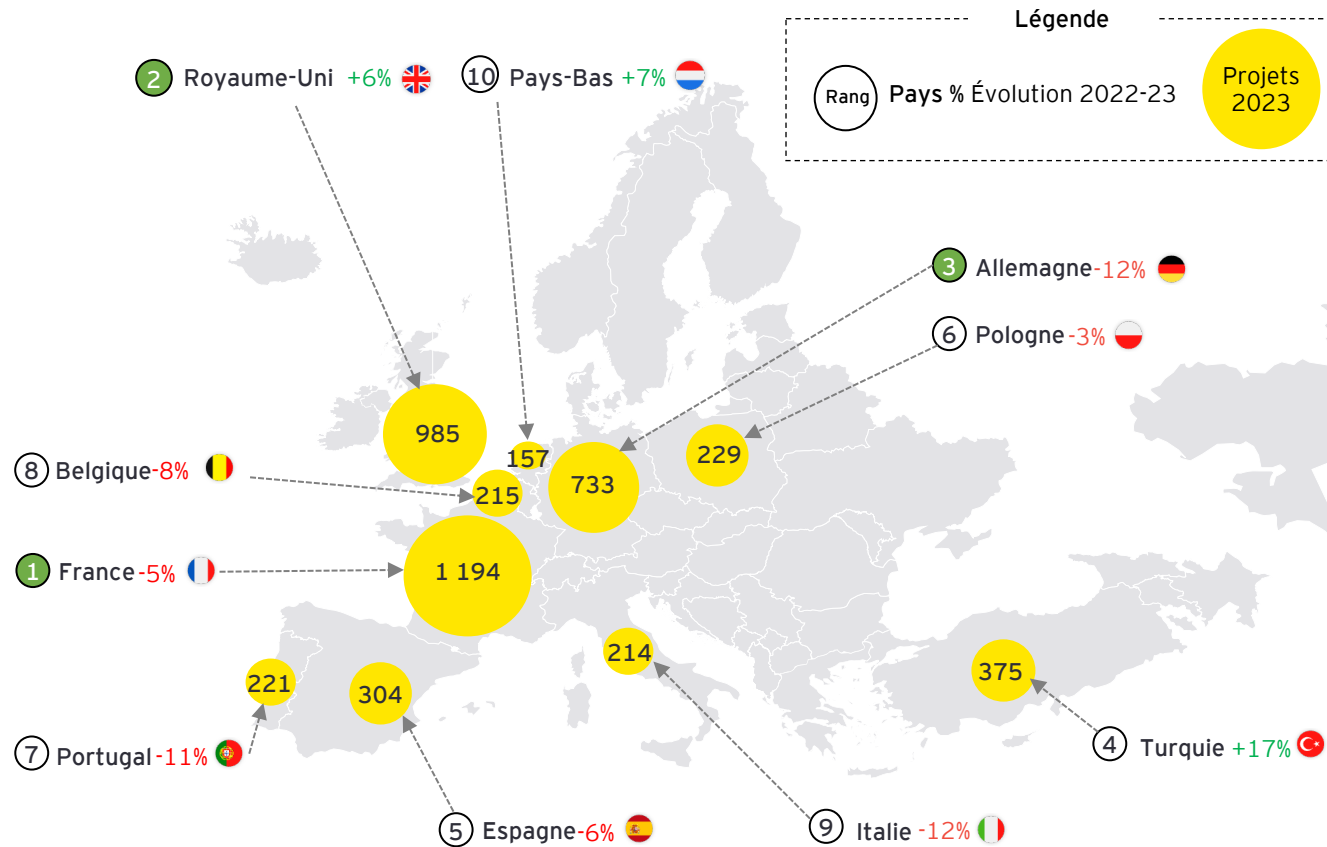 Légende
Rang Pays % Évolution 2022-23
Projets
2023
2 Royaume-Uni +6%
10 Pays-Bas +7%
3 Allemagne -12%
6 Pologne -3%
985
157
733
229
8 Belgique -8%
215
1 France -5%
1 194
221
304
214
375
7 Portugal -11%
4 Turquie +17%
5 Espagne -6%
9 Italie -12%